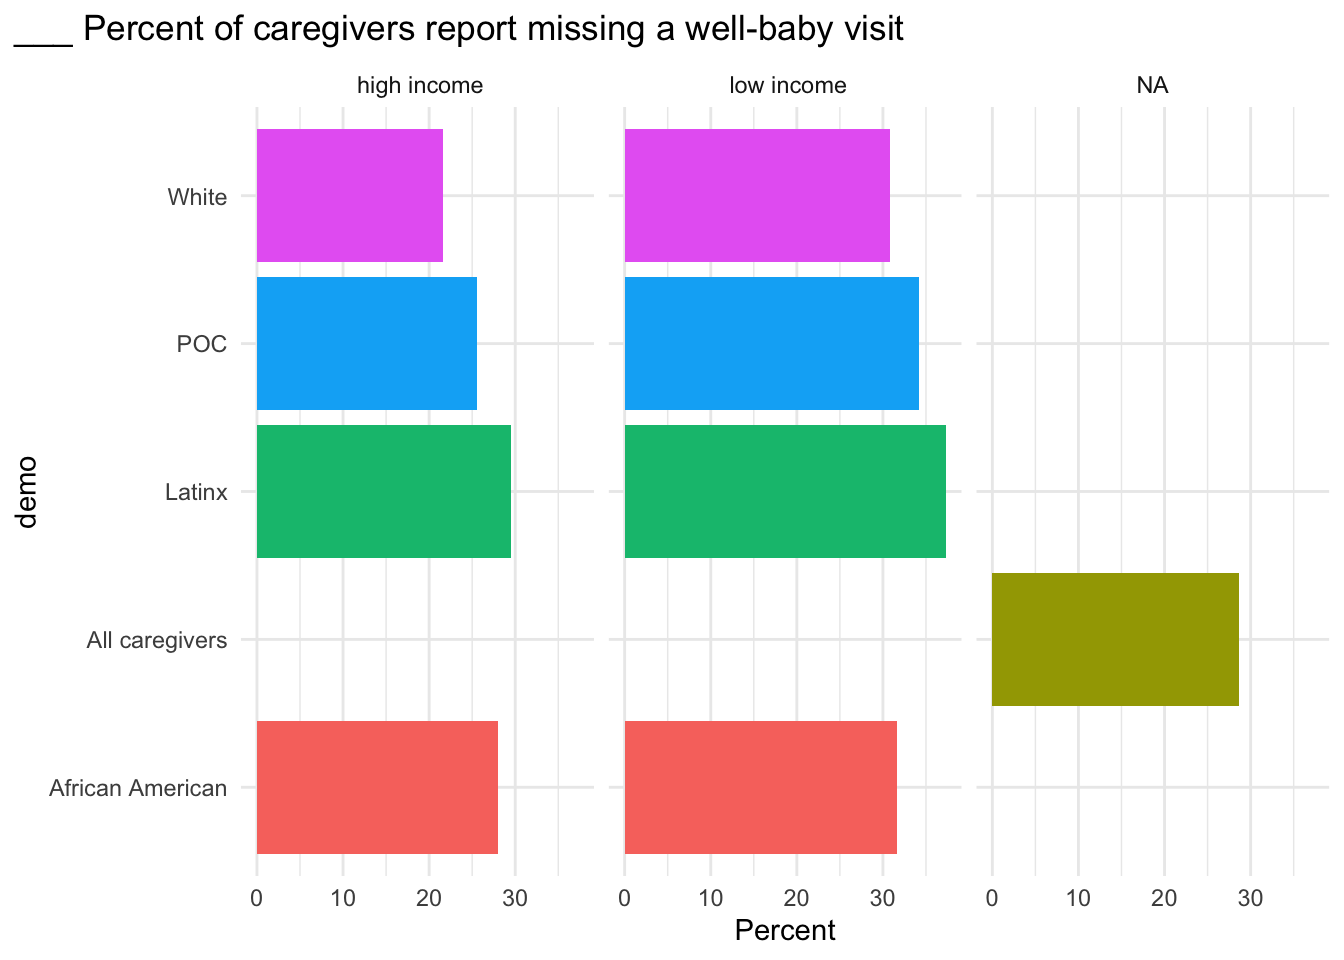 ___ Percent of caregivers report missing a well-baby visit
high income
low income
NA
White
POC
Latinx
All caregivers
African American
demo
0 10 20 30
0 10 20 30
0 10 20 30
Percent